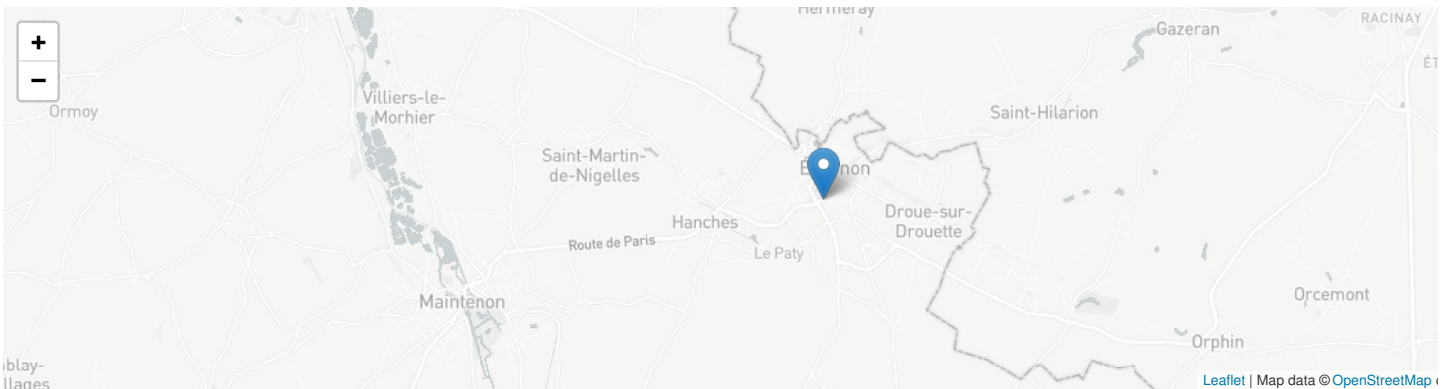 +
−
Hermeray
Gazeran
RACINAY
Ormoy
Villiers-le-
Morhier
Saint-Hilarion
Saint-Martin-
de-Nigelles
Hanches
Droue-sur-
Drouette
Route de Paris
Le Paty
Maintenon
Orcemont
Orphin
Leaflet | Map data © OpenStreetMap